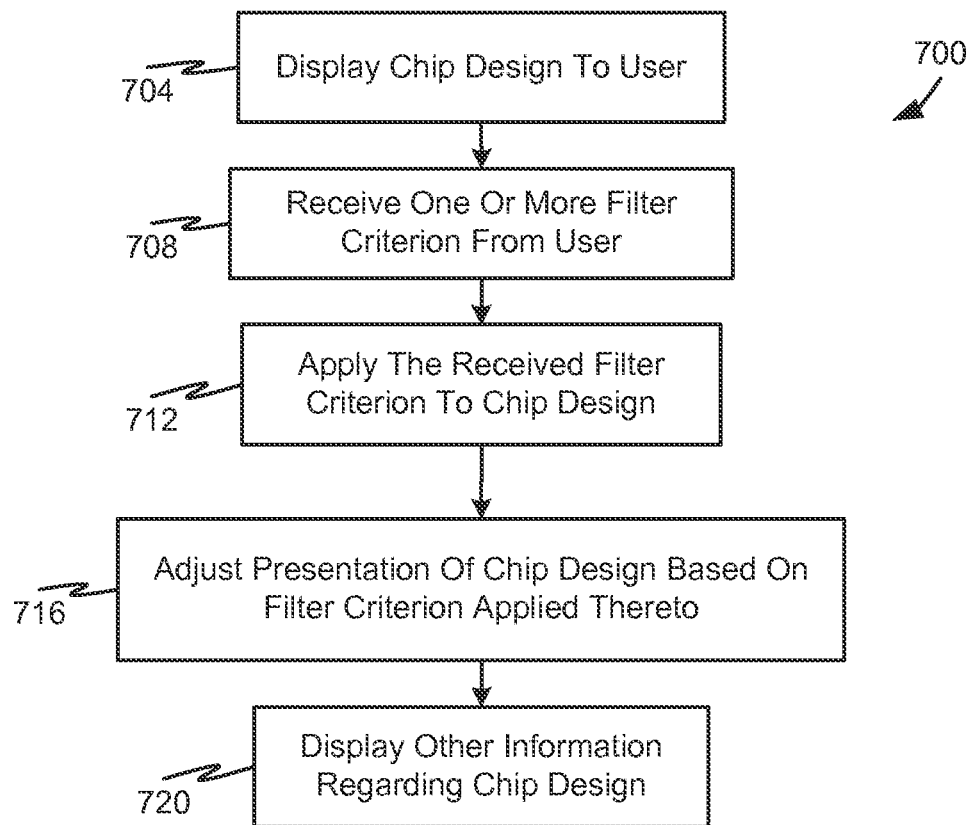 Display Chip Design To User
704
700
Receive One Or More Filter
Criterion From User
708
Apply The Received Filter
Criterion To Chip Design
712
Adjust Presentation Of Chip Design Based On
Filter Criterion Applied Thereto
716
Display Other Information
Regarding Chip Design
720